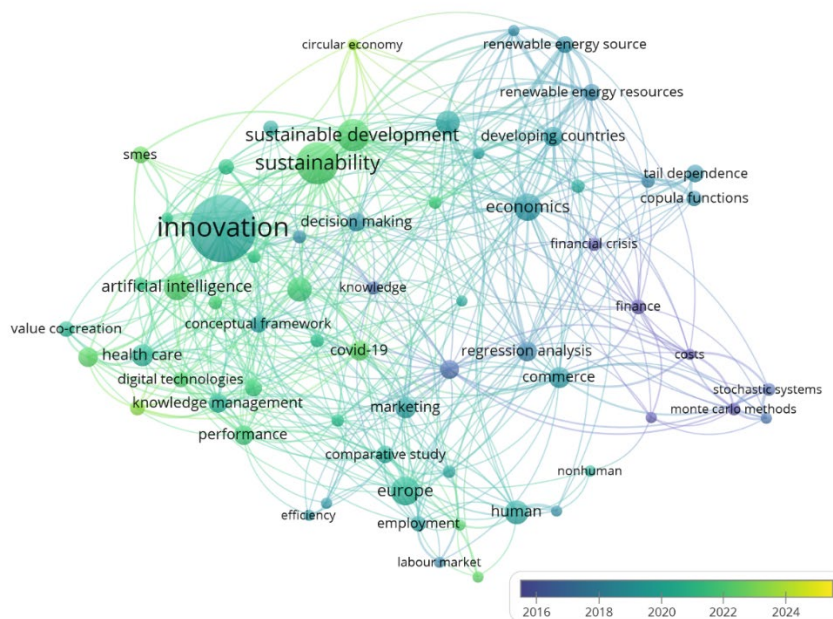 circular economy
renewable energy source
renewable energy resources
sustainable development
developing countries
smes
sustainability
tail dependence
copula functions
economics
innovation
decision making
financial crisis
artificial intelligence
knowledge
finance
value co-creation
conceptual framework
health care
covid-19
regression analysis
costs
digital technologies
commerce
stochastic systems
knowledge management
marketing
monte carlo methods
performance
comparative study
nonhuman
europe
efficiency
employment
human
labour market
2016 2018 2020 2022 2024